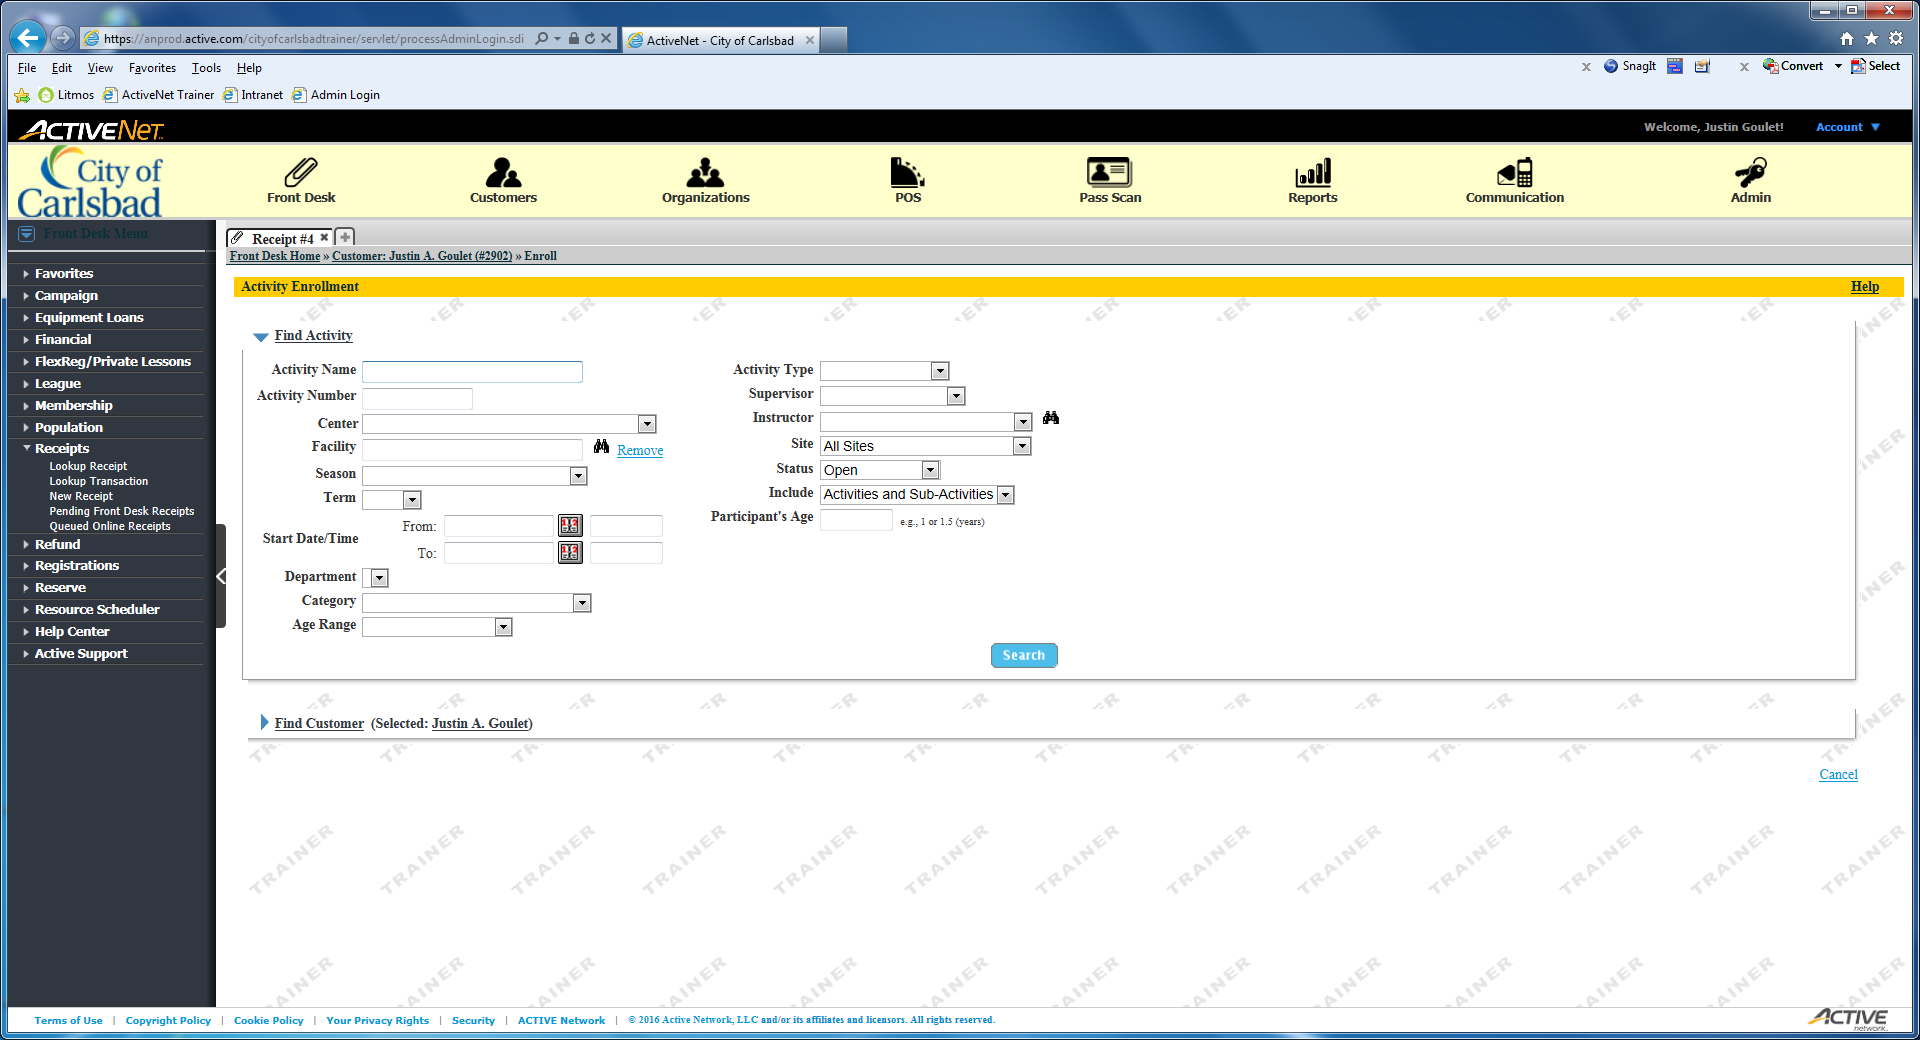 https://anprod.active.com/cityofcarlsbadtrainer/servlet/processAdminLogin.sdi
ActiveNet - City of Carlsbad
File Edit View Favorites Tools Help
SnagIt Convert Select
Litmos ActiveNet Trainer Intranet Admin Login
ACTIVENET
Welcome, Justin Goulet! Account
City of Carlsbad
Front Desk Customers Organizations POS Pass Scan Reports Communication Admin
Front Desk Menu
Favorites
Campaign
Equipment Loans
Financial
FlexReg/Private Lessons
League
Membership
Population
Receipts
Lookup Receipt
Lookup Transaction
New Receipt
Pending Front Desk Receipts
Queued Online Receipts
Refund
Registrations
Reserve
Resource Scheduler
Help Center
Active Support
Receipt #4
Front Desk Home » Customer: Justin A. Goulet (#2902) » Enroll
Activity Enrollment
Help
Find Activity
Activity Name
Activity Number
Center
Facility Remove
Season
Term
Start Date/Time
From:
To:
Department
Category
Age Range
Activity Type
Supervisor
Instructor
Site All Sites
Status Open
Include Activities and Sub-Activities
Participant's Age e.g., 1 or 1.5 (years)
Search
Find Customer (Selected: Justin A. Goulet)
Cancel
TRAINER
Terms of Use | Copyright Policy | Cookie Policy | Your Privacy Rights | Security | ACTIVE Network | © 2016 Active Network, LLC and/or its affiliates and licensors. All rights reserved.
ACTIVE network